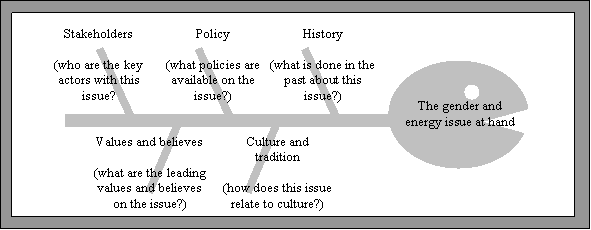 Stakeholders
(who are the key
actors with this
issue?
Policy
(what policies are
available on the
issue?)
History
(what is done in the
past about this
issue?)
The gender and
energy issue at hand
Values and believes
(what are the leading
values and believes
on the issue?)
Culture and
tradition
(how does this issue
relate to culture?)